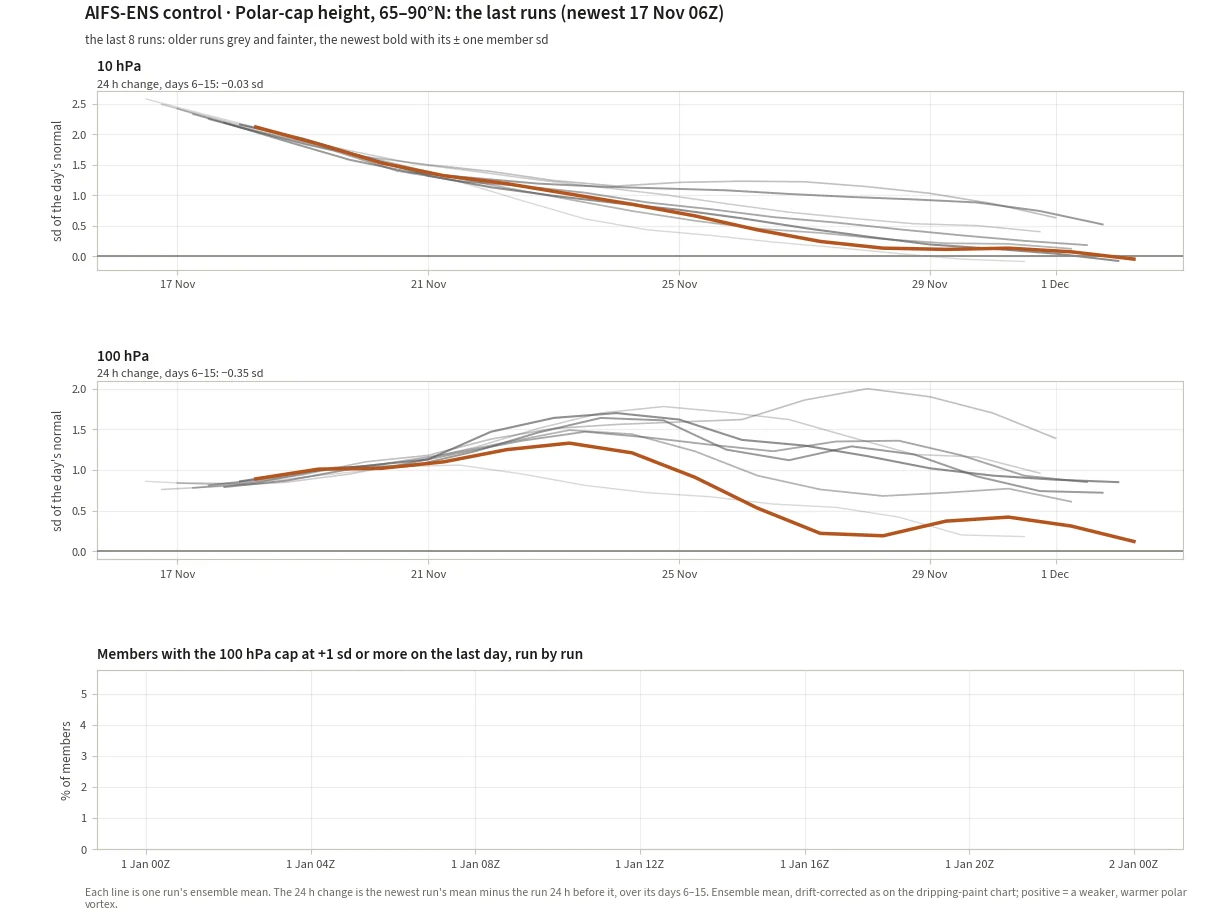 AIFS-ENS control · Polar-cap height, 65–90°N: the last runs (newest 17 Nov 06Z)
the last 8 runs: older runs grey and fainter, the newest bold with its ± one member sd
10 hPa
24 h change, days 6–15: −0.03 sd
sd of the day's normal
2.5
2.0
1.5
1.0
0.5
0.0
17 Nov
21 Nov
25 Nov
29 Nov
1 Dec
100 hPa
24 h change, days 6–15: −0.35 sd
sd of the day's normal
2.0
1.5
1.0
0.5
0.0
17 Nov
21 Nov
25 Nov
29 Nov
1 Dec
Members with the 100 hPa cap at +1 sd or more on the last day, run by run
% of members
5
4
3
2
1
0
1 Jan 00Z
1 Jan 04Z
1 Jan 08Z
1 Jan 12Z
1 Jan 16Z
1 Jan 20Z
2 Jan 00Z
Each line is one run's ensemble mean. The 24 h change is the newest run's mean minus the run 24 h before it, over its days 6–15. Ensemble mean, drift-corrected as on the dripping-paint chart; positive = a weaker, warmer polar
vortex.